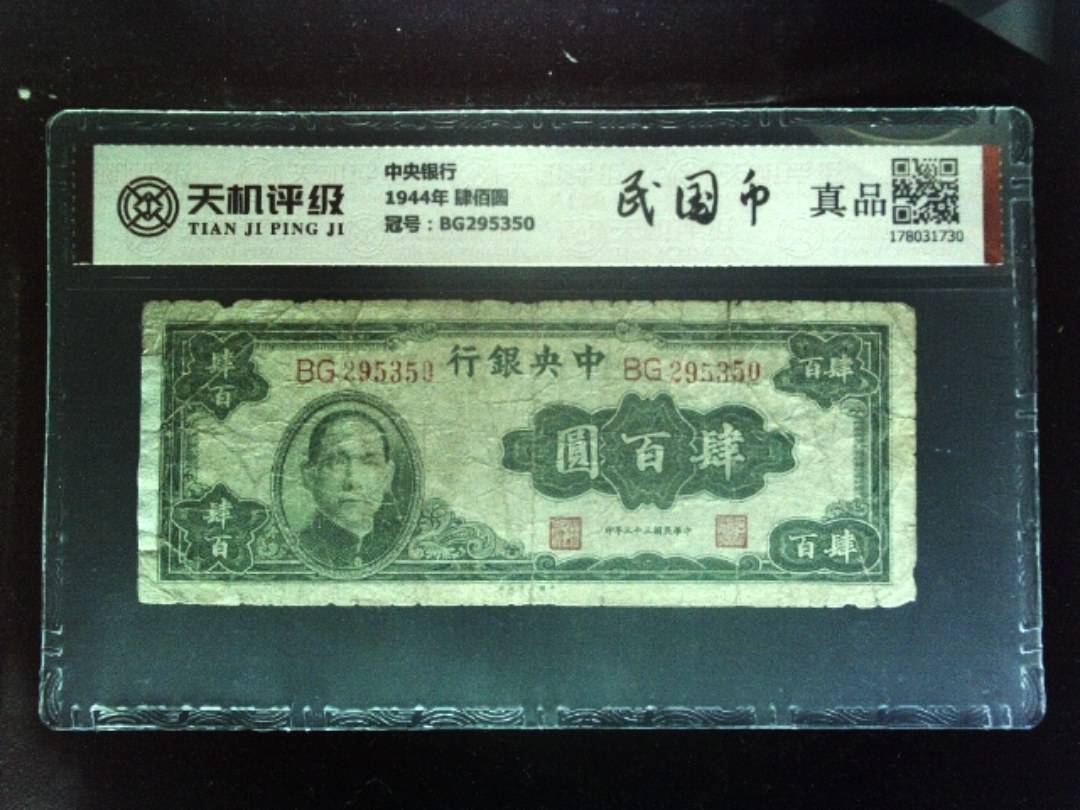 天机评级
TIAN JI PING JI
中央银行
1944年 肆佰圆
冠号：BG295350
民国币
真品
178031730
BG 295350
行銀央中
BG 295350
肆百
百肆
圓百肆
肆百
印年三十三國民華中
百肆